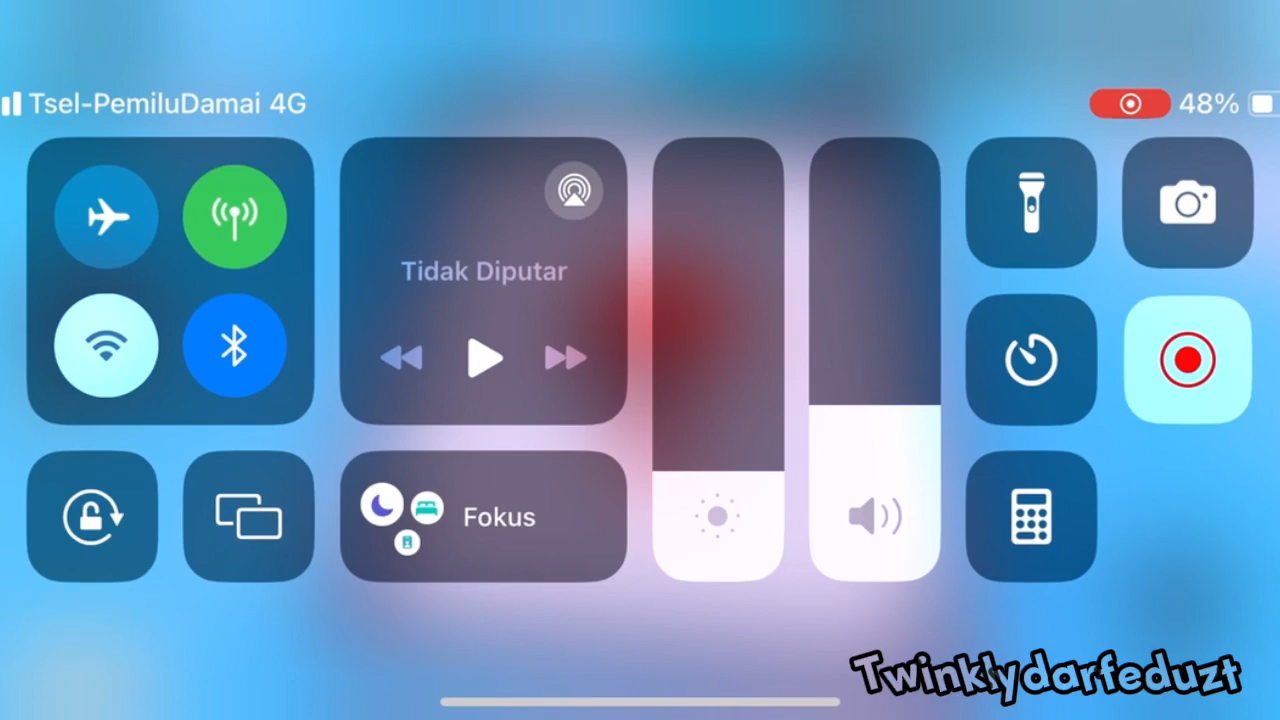 Tsel-PemiluDamai 4G
48%
Tidak Diputar
Fokus
Twinklydarfeduzt